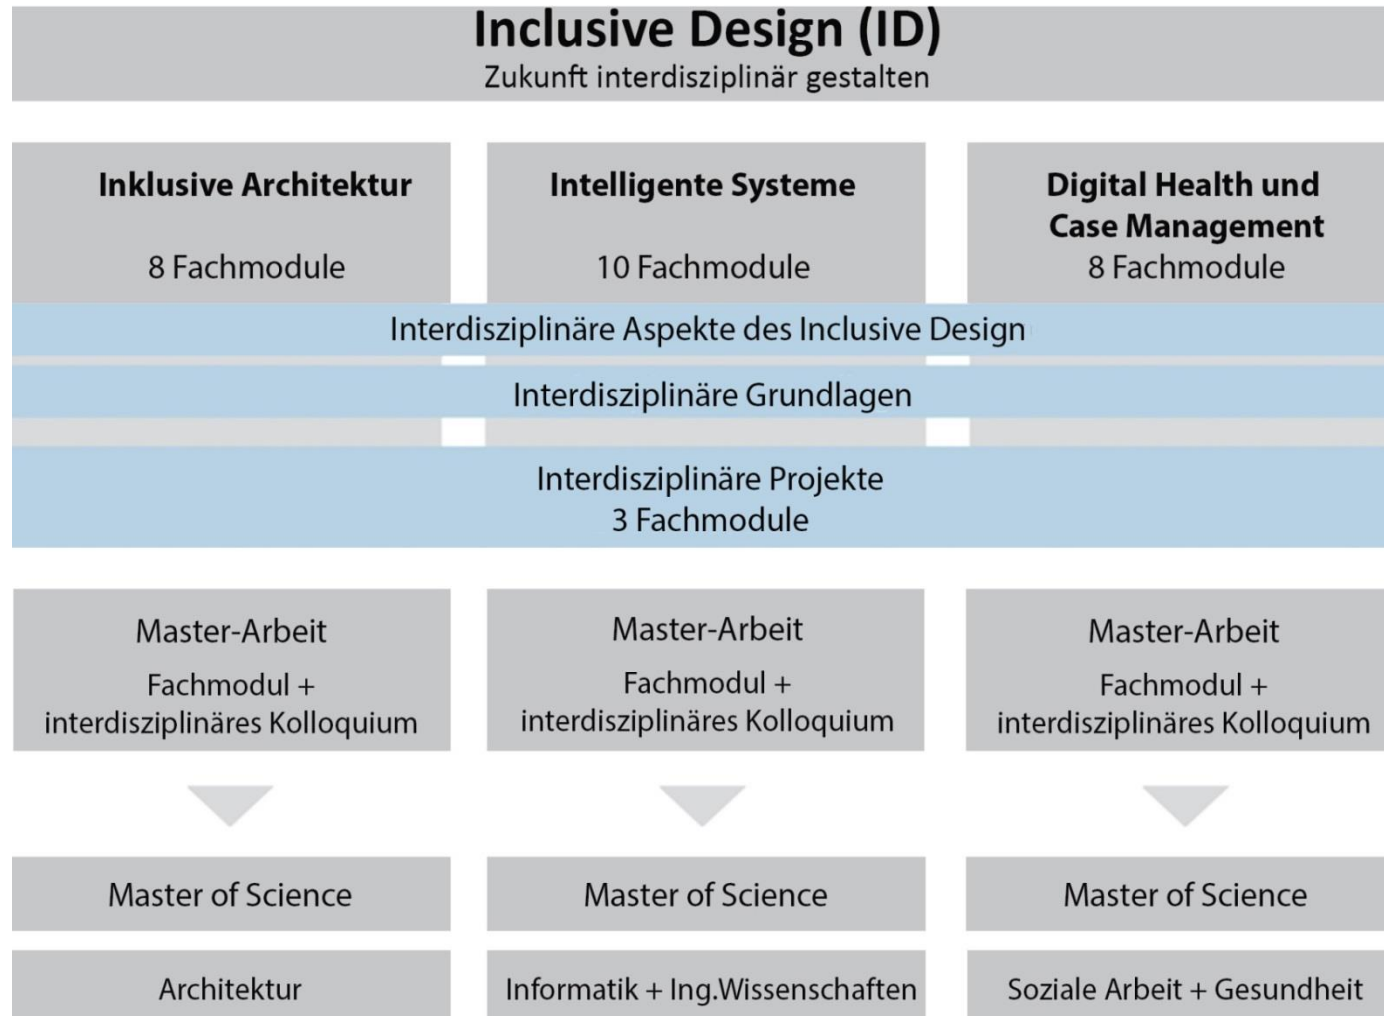 Inclusive Design (ID)
Zukunft interdisziplinär gestalten
Inklusive Architektur
8 Fachmodule
Intelligente Systeme
10 Fachmodule
Digital Health und
Case Management
8 Fachmodule
Interdisziplinäre Aspekte des Inclusive Design
Interdisziplinäre Grundlagen
Interdisziplinäre Projekte
3 Fachmodule
Master-Arbeit
Fachmodul +
interdisziplinäres Kolloquium
Master-Arbeit
Fachmodul +
interdisziplinäres Kolloquium
Master-Arbeit
Fachmodul +
interdisziplinäres Kolloquium
Master of Science
Master of Science
Master of Science
Architektur
Informatik + Ing.Wissenschaften
Soziale Arbeit + Gesundheit